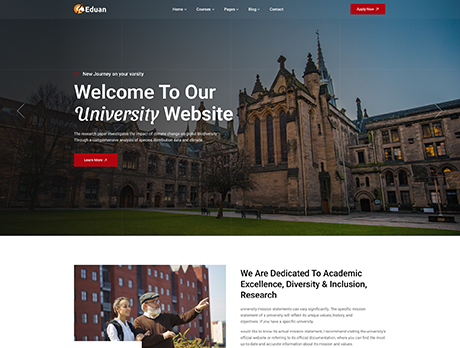 Eduan
Home Courses Pages Blog Contact
Apply Now
New Journey on your varsity
Welcome To Our
University Website
The research paper investigates the impact of climate change on global biodiversity
Through a comprehensive analysis of species distribution data and climate.
Learn More
We Are Dedicated To Academic
Excellence, Diversity & Inclusion,
Research
university mission statements can vary significantly. The specific mission
statement of a university will reflect its unique values, history, and
objectives. If you have a specific university.
would like to know its actual mission statement, I recommend visiting the university's
official website or referring to its official documentation, where you can find the most
up-to-date and accurate information about its mission and values.